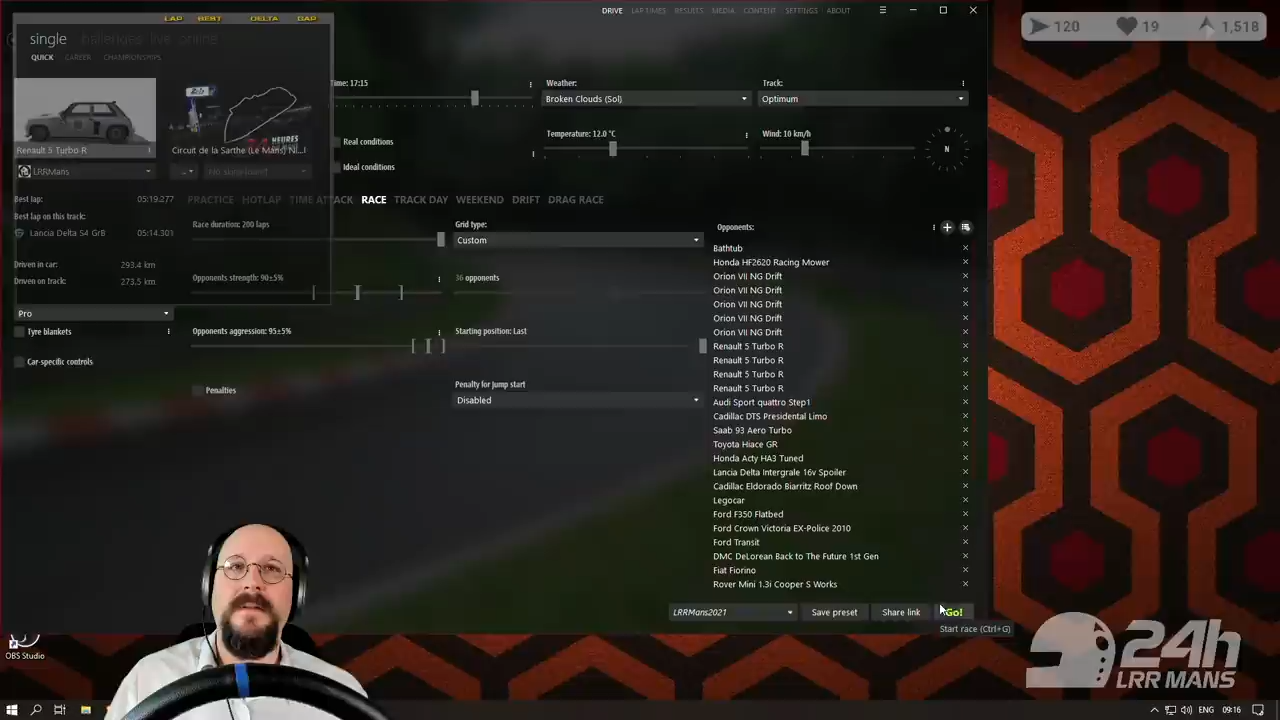 LAP BEST DELTA GAP
DRIVE LAP TIMES RESULTS MEDIA CONTENT SETTINGS ABOUT
120 19 1,518
single challenges live online
QUICK CAREER CHAMPIONSHIPS
Time: 17:15
Weather:
Track:
Broken Clouds (Sol)
Optimum
Temperature: 12.0 °C
Wind: 10 km/h
N
Real conditions
Ideal conditions
HEURES
Renault 5 Turbo R
Circuit de la Sarthe (Le Mans) Ni...
LRRMans
Best lap: 05:19.277
Best lap on this track:
Lancia Delta S4 GrB 05:14.301
Driven in car: 293.4 km
Driven on track: 273.5 km
Pro
Tyre blankets
Car-specific controls
PRACTICE HOTLAP TIME ATTACK RACE TRACK DAY WEEKEND DRIFT DRAG RACE
Race duration: 200 laps
Grid type:
Custom
Opponents strength: 90±5%
36 opponents
Opponents aggression: 95±5%
Starting position: Last
Penalties
Penalty for jump start
Disabled
Opponents:
Bathtub
Honda HF2620 Racing Mower
Orion VII NG Drift
Orion VII NG Drift
Orion VII NG Drift
Orion VII NG Drift
Orion VII NG Drift
Renault 5 Turbo R
Renault 5 Turbo R
Renault 5 Turbo R
Renault 5 Turbo R
Audi Sport quattro Step1
Cadillac DTS Presidental Limo
Saab 93 Aero Turbo
Toyota Hiace GR
Honda Acty HA3 Tuned
Lancia Delta Intergrale 16v Spoiler
Cadillac Eldorado Biarritz Roof Down
Legocar
Ford F350 Flatbed
Ford Crown Victoria EX-Police 2010
Ford Transit
DMC DeLorean Back to The Future 1st Gen
Fiat Fiorino
Rover Mini 1.3i Cooper S Works
LRRMans2021
Save preset
Share link
Go!
Start race (Ctrl+G)
OBS Studio
24h
LRR MANS
ENG 09:16